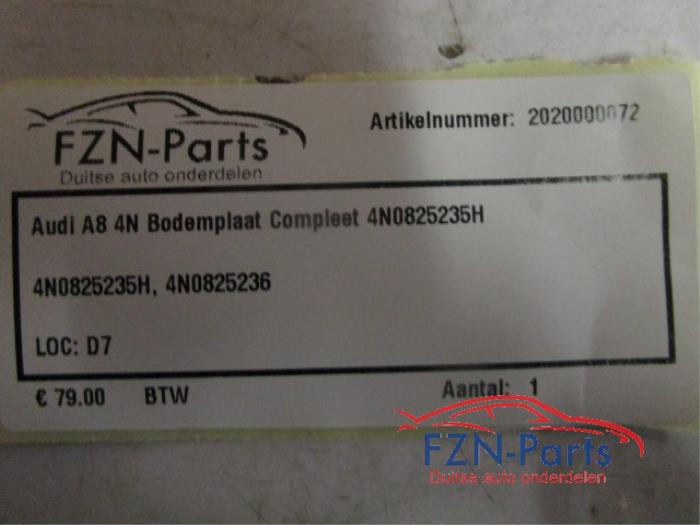 FZN-Parts
Duitse auto onderdelen
Artikelnummer: 2020000072
Audi A8 4N Bodemplaat Compleet 4N0825235H
4N0825235H, 4N0825236
LOC: D7
€ 79.00 BTW Aantal: 1
FZN-Parts
Duitse auto onderdelen